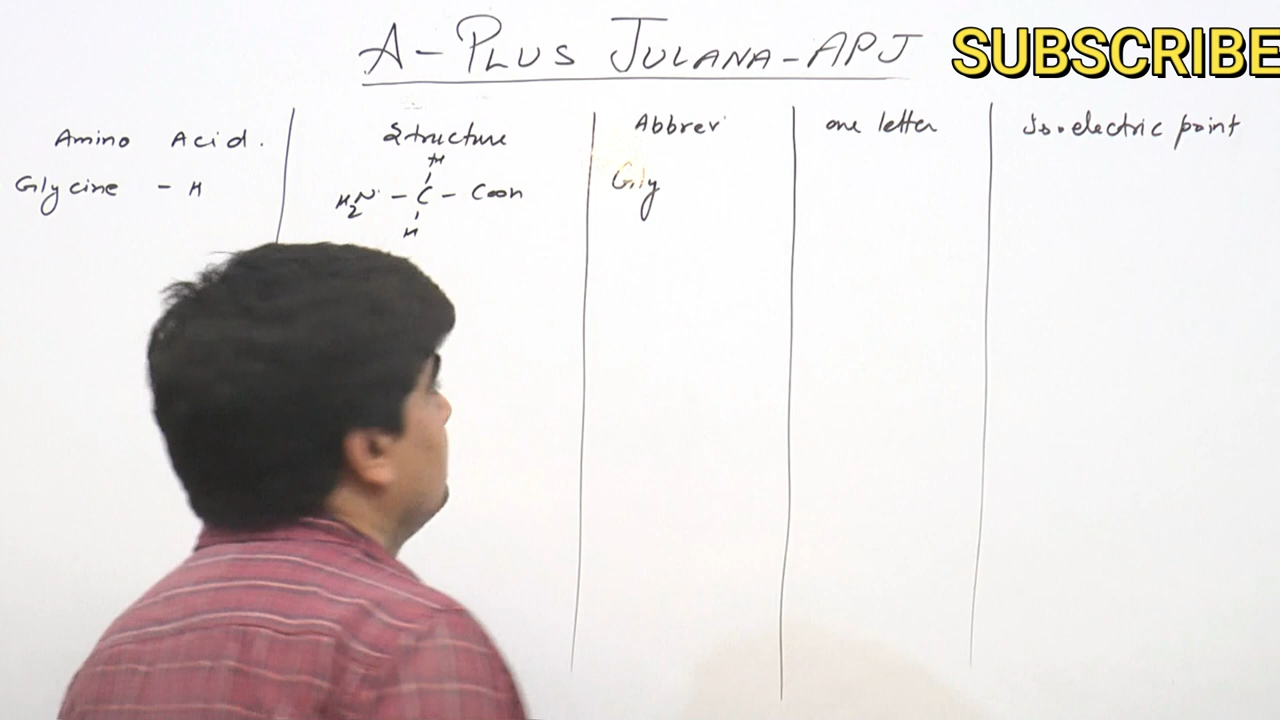 A-PLUS JULANA-APJ
SUBSCRIBE
Amino Acid. Structure Abbrev one letter Isoelectric point
Glycine - H
H
H2N - C - COOH
H
Gly